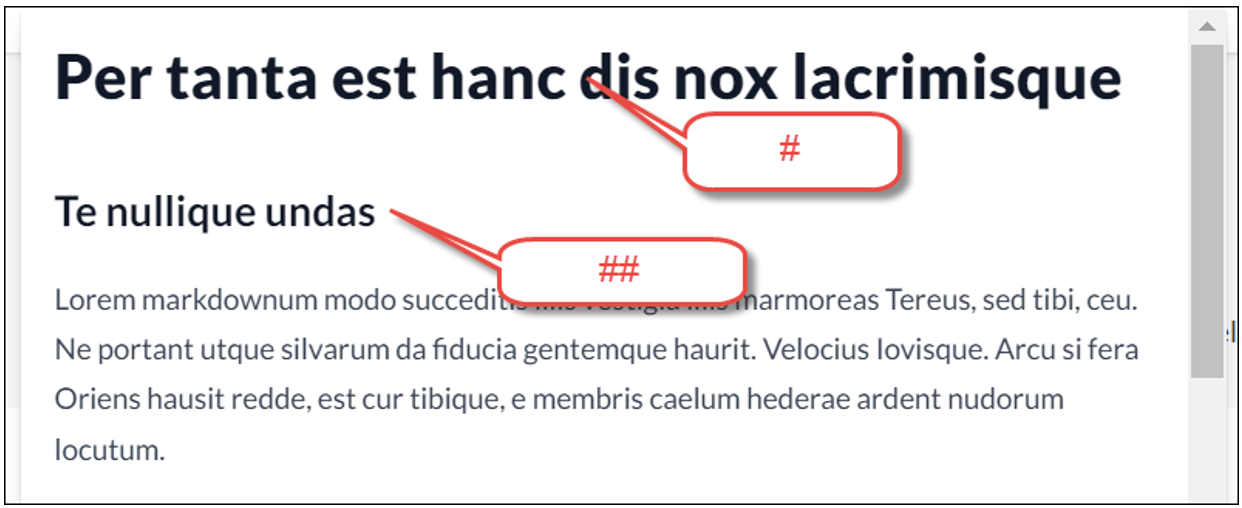 Per tanta est hanc dis nox lacrimisque
#
Te nullique undas
##
Lorem markdownum modo succeditis marmoreas Tereus, sed tibi, ceu.
Ne portant utque silvarum da fiducia gentemque haurit. Velocius Iovisque. Arcu si fera
Oriens hausit redde, est cur tibique, e membris caelum hederae ardent nudorum
locutum.